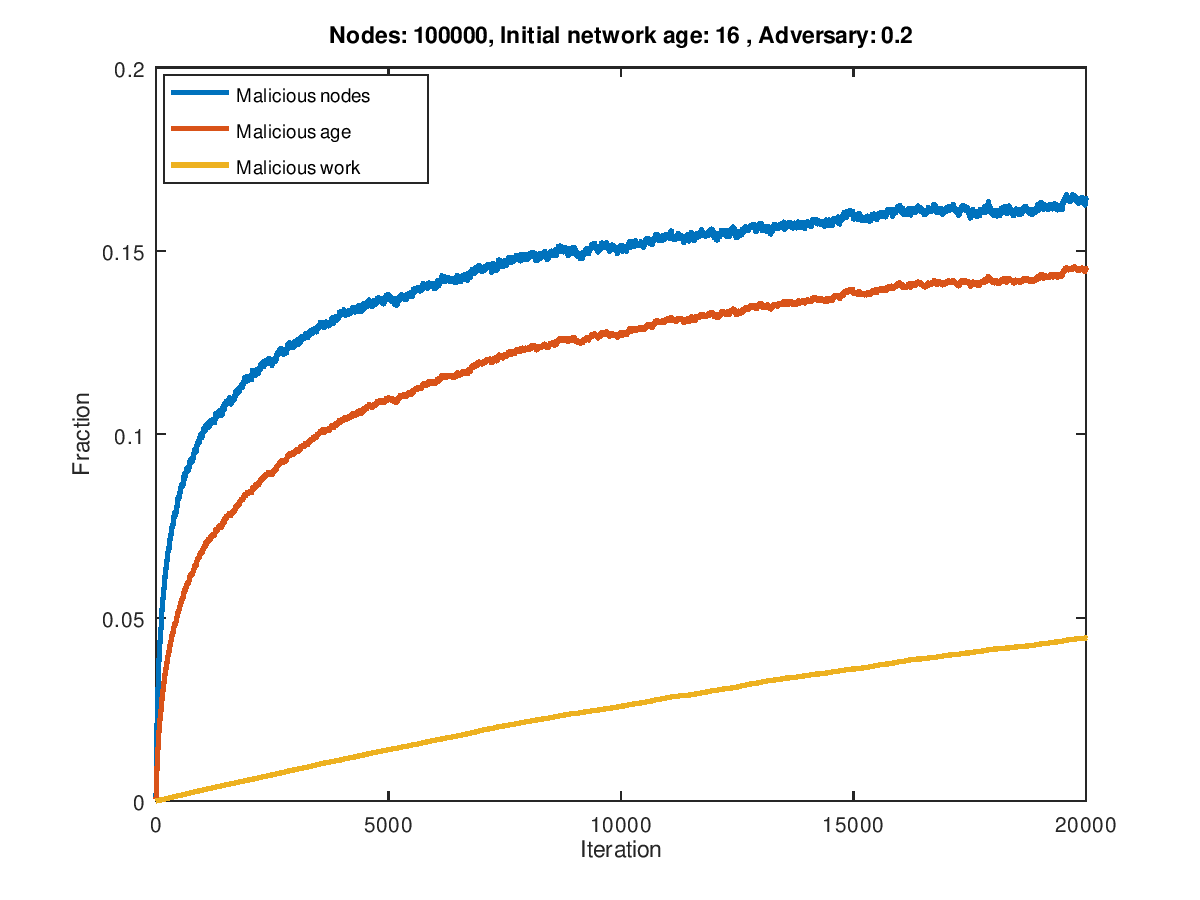 Nodes: 100000, Initial network age: 16 , Adversary: 0.2
0.2
Malicious nodes
Malicious age
Malicious work
0.15
0.1
Fraction
0.05
0
0 5000 10000 15000 20000
Iteration